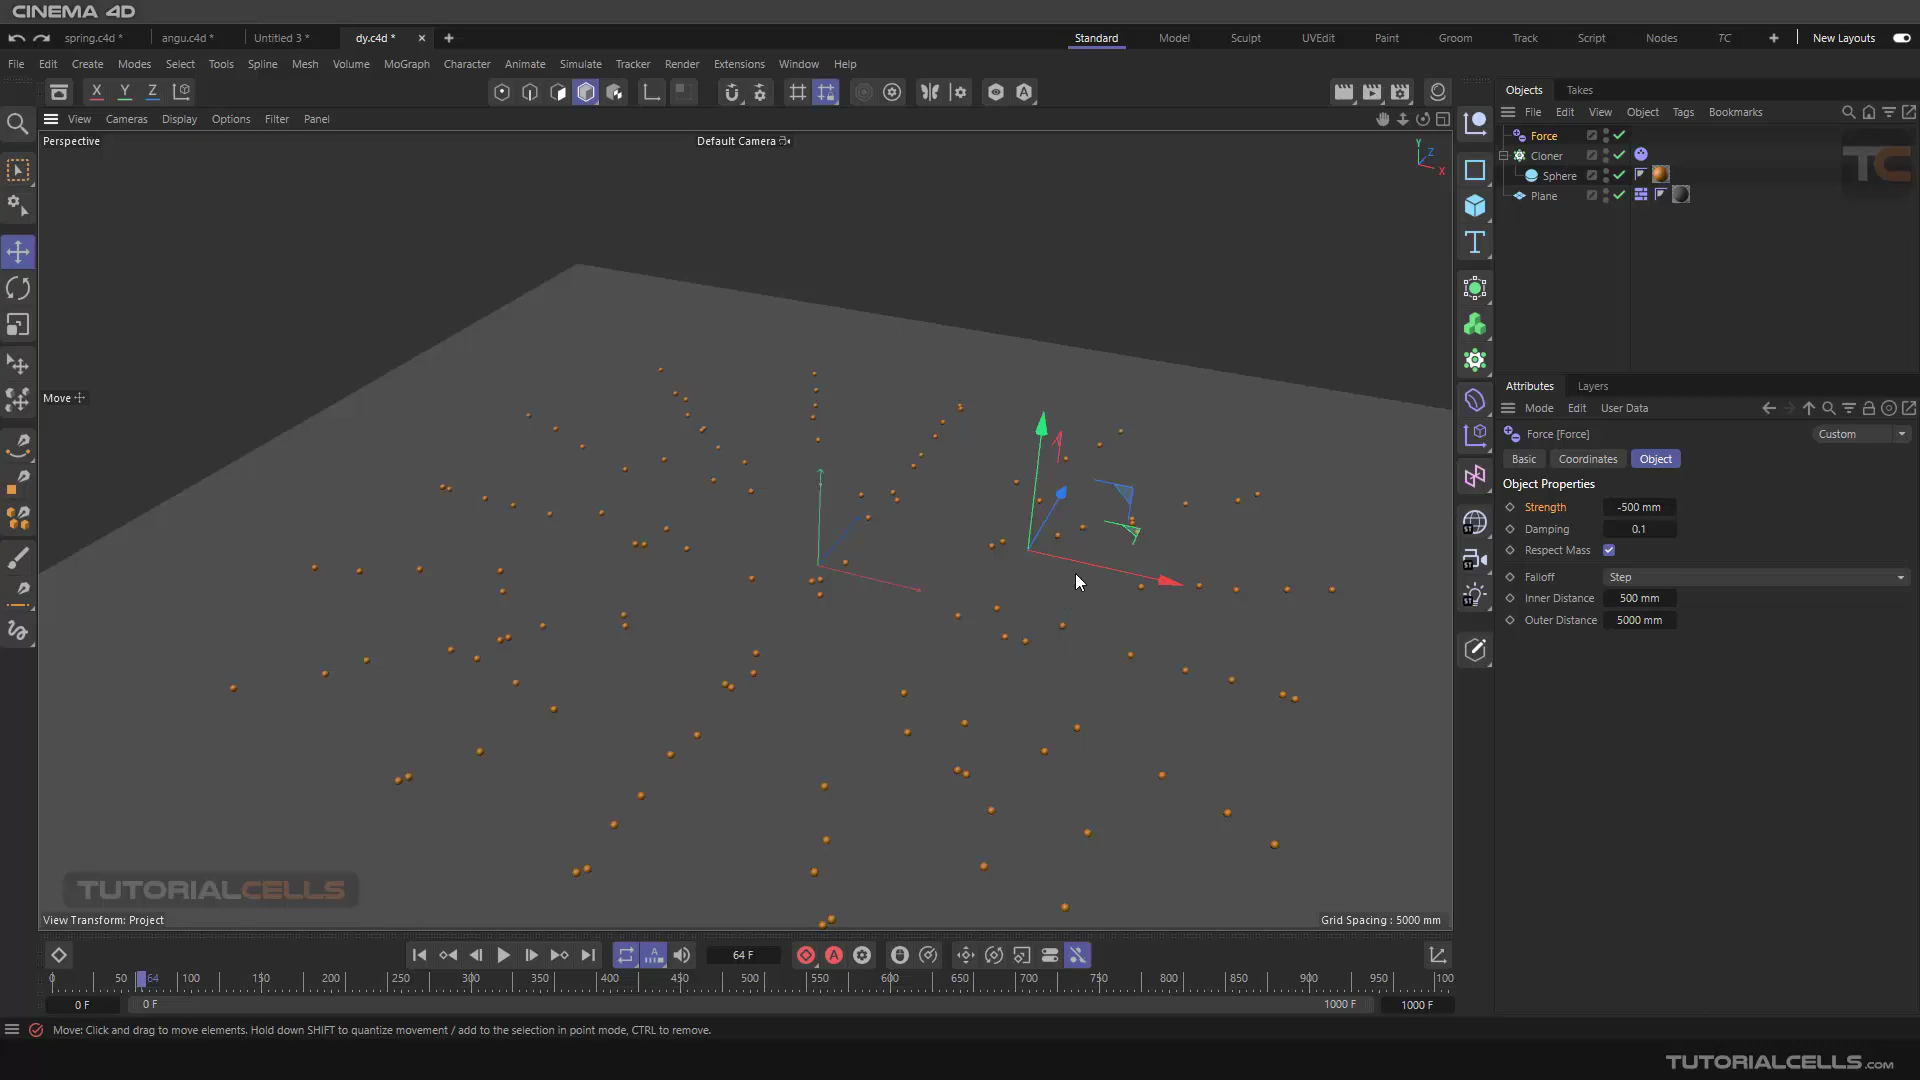 CINEMA 4D
spring.c4d *
angu.c4d *
Untitled 3 *
dy.c4d *
Standard
Model
Sculpt
UVEdit
Paint
Groom
Track
Script
Nodes
TC
New Layouts
File Edit Create Modes Select Tools Spline Mesh Volume MoGraph Character Animate Simulate Tracker Render Extensions Window Help
X Y Z
View Cameras Display Options Filter Panel
Perspective
Default Camera
Y
Z
X
Move
TUTORIALCELLS
View Transform: Project
Grid Spacing : 5000 mm
Objects Takes
File Edit View Object Tags Bookmarks
Force
Cloner
Sphere
Plane
TC
Attributes Layers
Mode Edit User Data
Force [Force]
Custom
Basic Coordinates Object
Object Properties
Strength -500 mm
Damping 0.1
Respect Mass
Falloff Step
Inner Distance 500 mm
Outer Distance 5000 mm
64 F
0 50 64 100 150 200 250 300 350 400 450 500 550 600 650 700 750 800 850 900 950 100
0 F
0 F
1000 F
1000 F
Move: Click and drag to move elements. Hold down SHIFT to quantize movement / add to the selection in point mode, CTRL to remove.
TUTORIALCELLS.COM